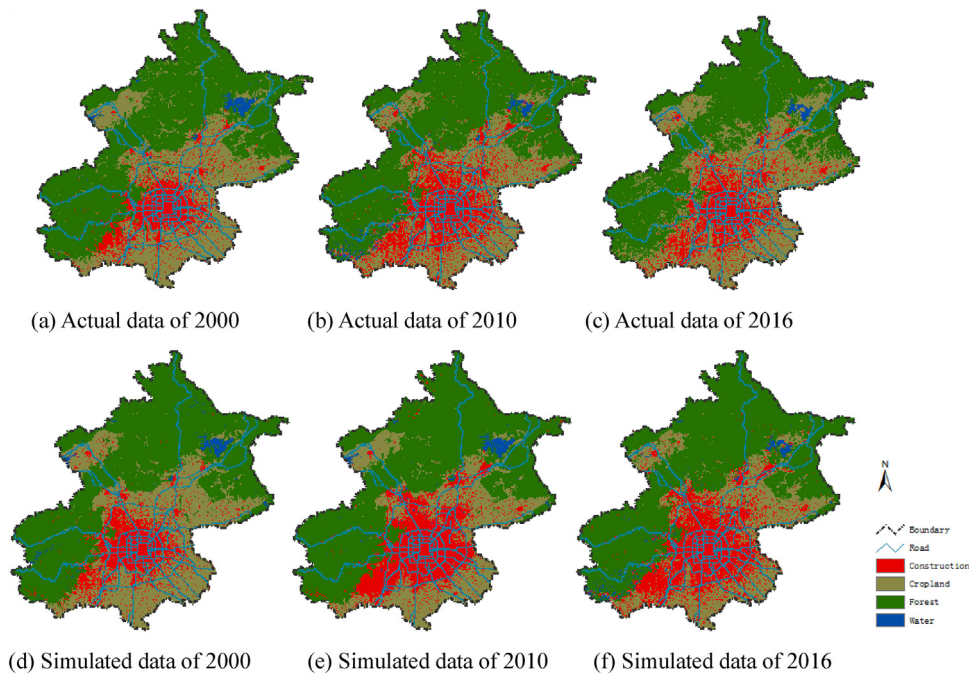 (a) Actual data of 2000
(b) Actual data of 2010
(c) Actual data of 2016
N
Boundary
Road
Construction
Cropland
Forest
Water
(d) Simulated data of 2000
(e) Simulated data of 2010
(f) Simulated data of 2016